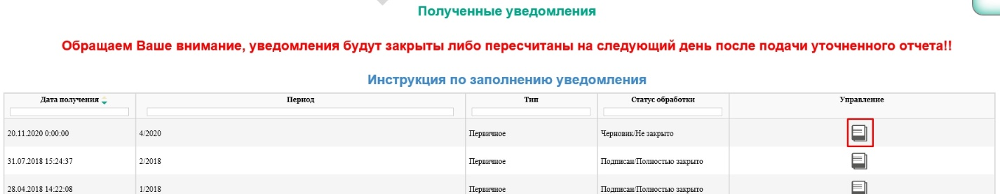 Полученные уведомления
Обращаем Ваше внимание, уведомления будут закрыты либо пересчитаны на следующий день после подачи уточненного отчета!!
Инструкция по заполнению уведомления
Дата получения Период Тип Статус обработки Управление
20.11.2020 0:00:00 4/2020 Первичное Черновик/Не закрыто
31.07.2018 15:24:37 2/2018 Первичное Подписан/Полностью закрыто
28.04.2018 14:22:08 1/2018 Первичное Подписан/Полностью закрыто